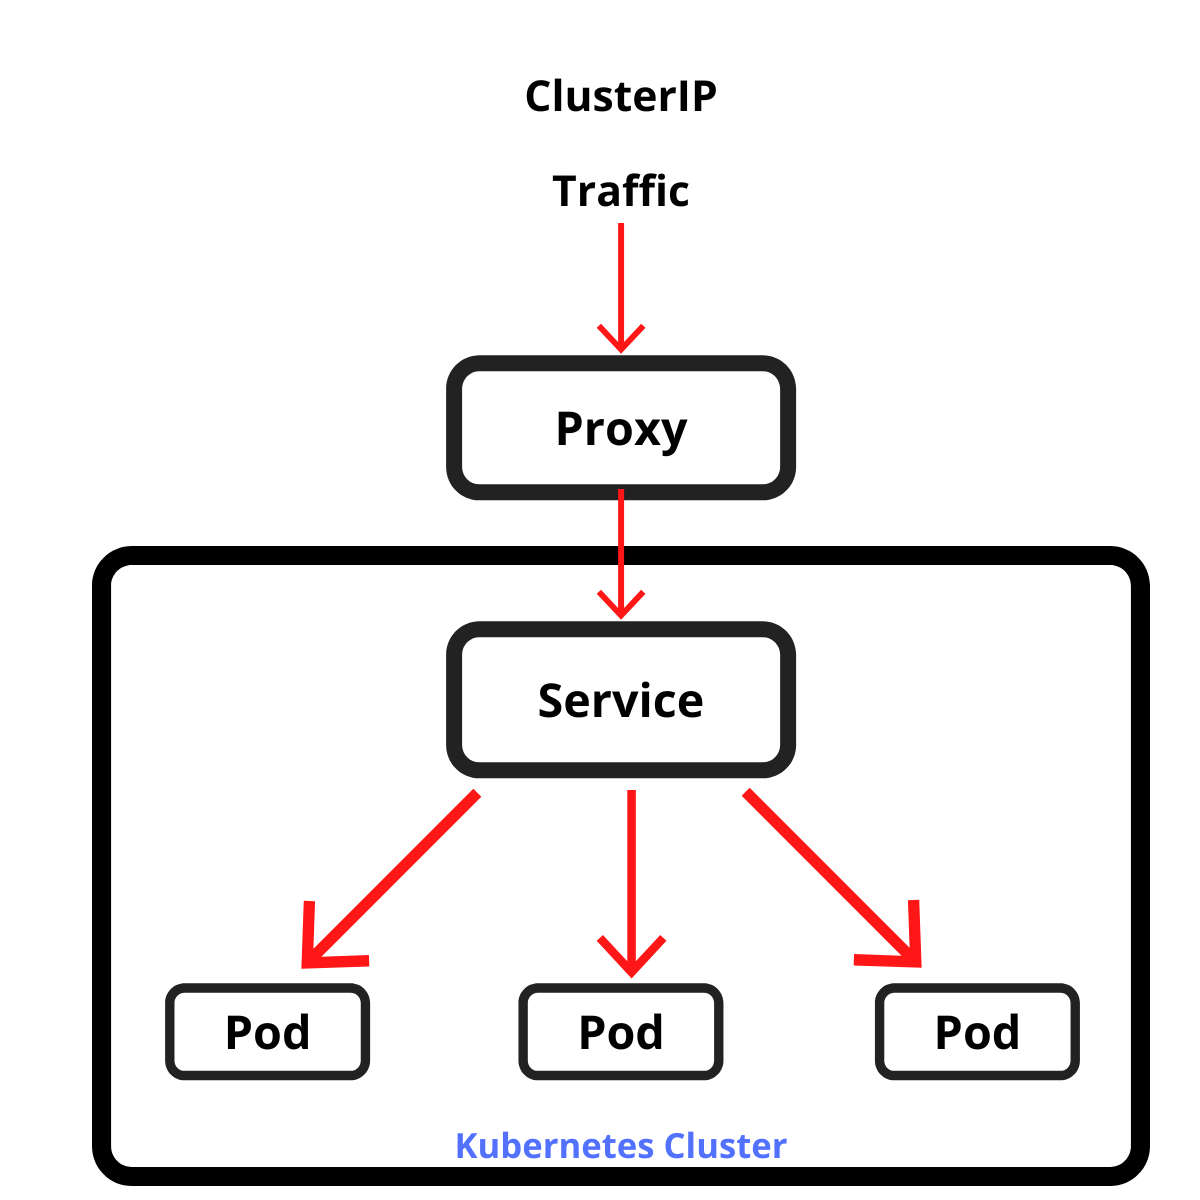 ClusterIP
Traffic
Proxy
Service
Pod
Pod
Pod
Kubernetes Cluster